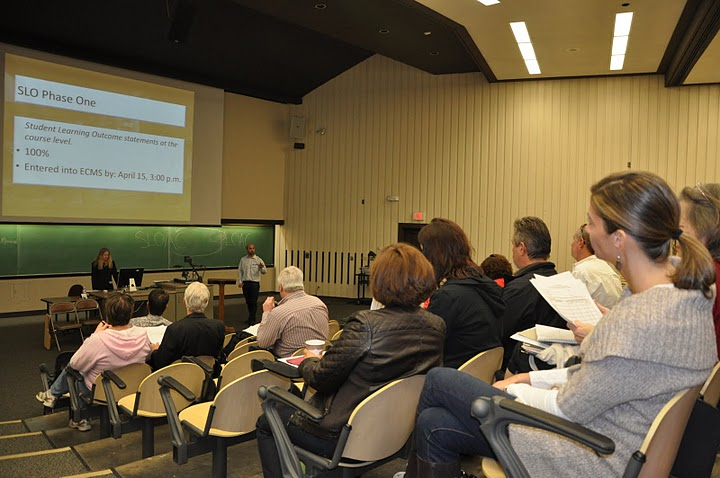 SLO Phase One
Student Learning Outcome statements at the
course level.
• 100%
• Entered into ECMS by: April 15, 3:00 p.m.